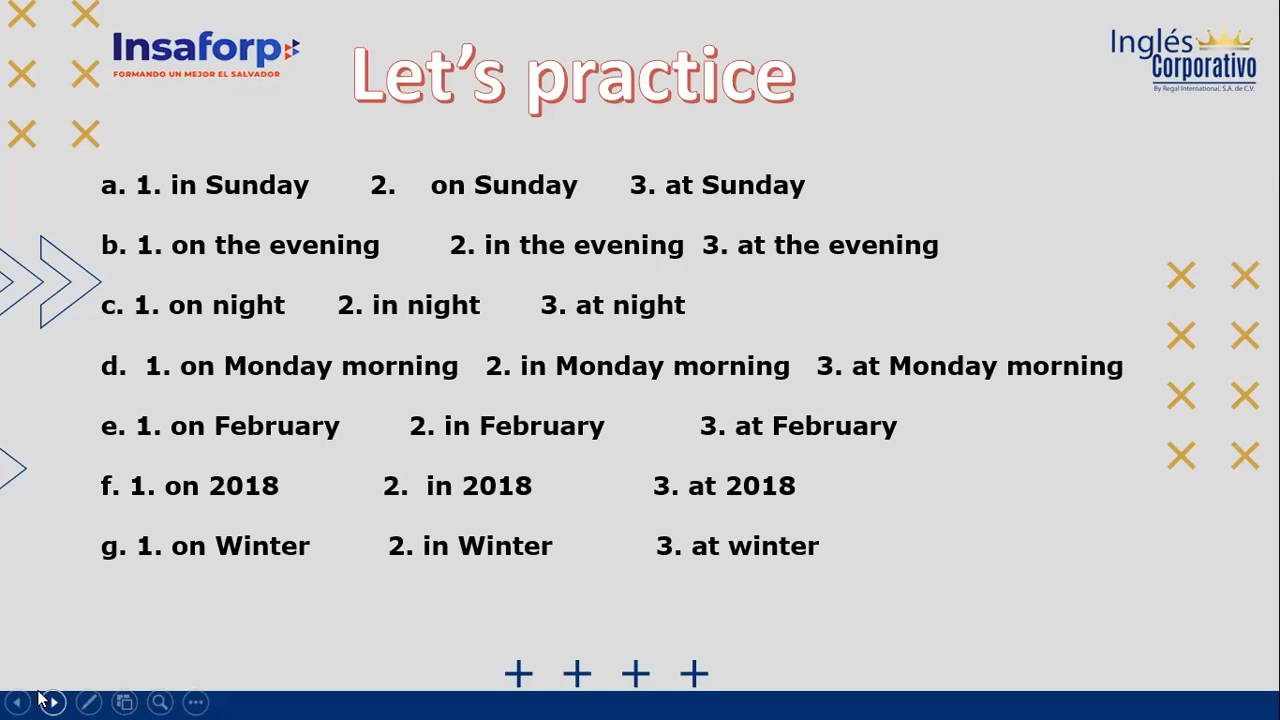 Insaforp
FORMANDO UN MEJOR EL SALVADOR
Let's practice
Inglés
Corporativo
By Regal International, S.A. de C.V.
a. 1. in Sunday 2. on Sunday 3. at Sunday
b. 1. on the evening 2. in the evening 3. at the evening
c. 1. on night 2. in night 3. at night
d. 1. on Monday morning 2. in Monday morning 3. at Monday morning
e. 1. on February 2. in February 3. at February
f. 1. on 2018 2. in 2018 3. at 2018
g. 1. on Winter 2. in Winter 3. at winter